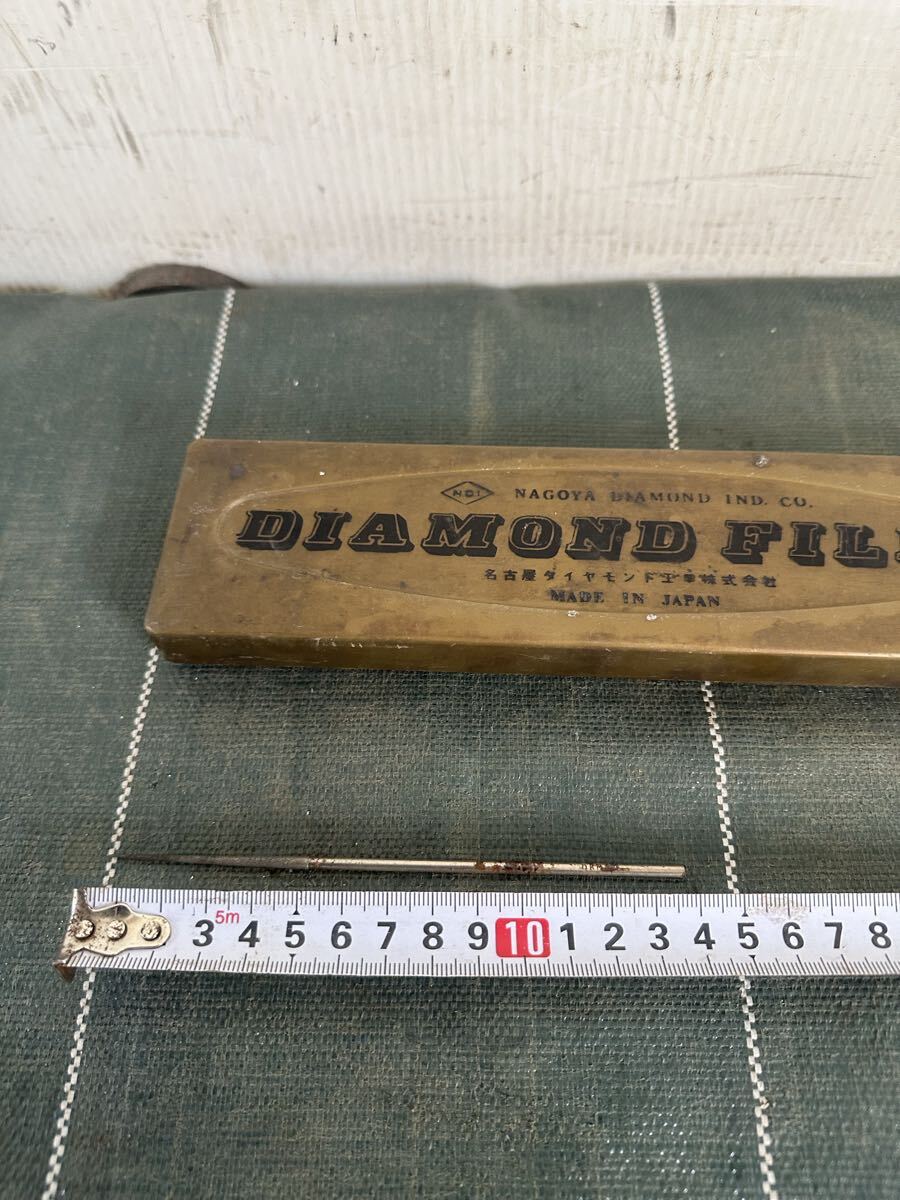 NDI NAGOYA DIAMOND IND. CO.
DIAMOND FIL
名古屋ダイヤモンド工業株式会社
MADE IN JAPAN
3 5m 4 5 6 7 8 9 10 1 2 3 4 5 6 7 8